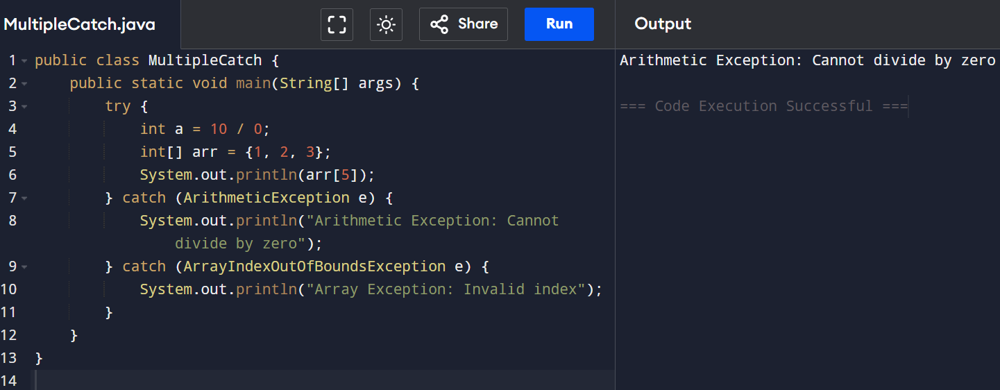 MultipleCatch.java
Share
Run
Output
1 public class MultipleCatch {
2     public static void main(String[] args) {
3         try {
4             int a = 10 / 0;
5             int[] arr = {1, 2, 3};
6             System.out.println(arr[5]);
7         } catch (ArithmeticException e) {
8             System.out.println("Arithmetic Exception: Cannot
                divide by zero");
9         } catch (ArrayIndexOutOfBoundsException e) {
10             System.out.println("Array Exception: Invalid index");
11         }
12     }
13 }
14
Arithmetic Exception: Cannot divide by zero
=== Code Execution Successful ===